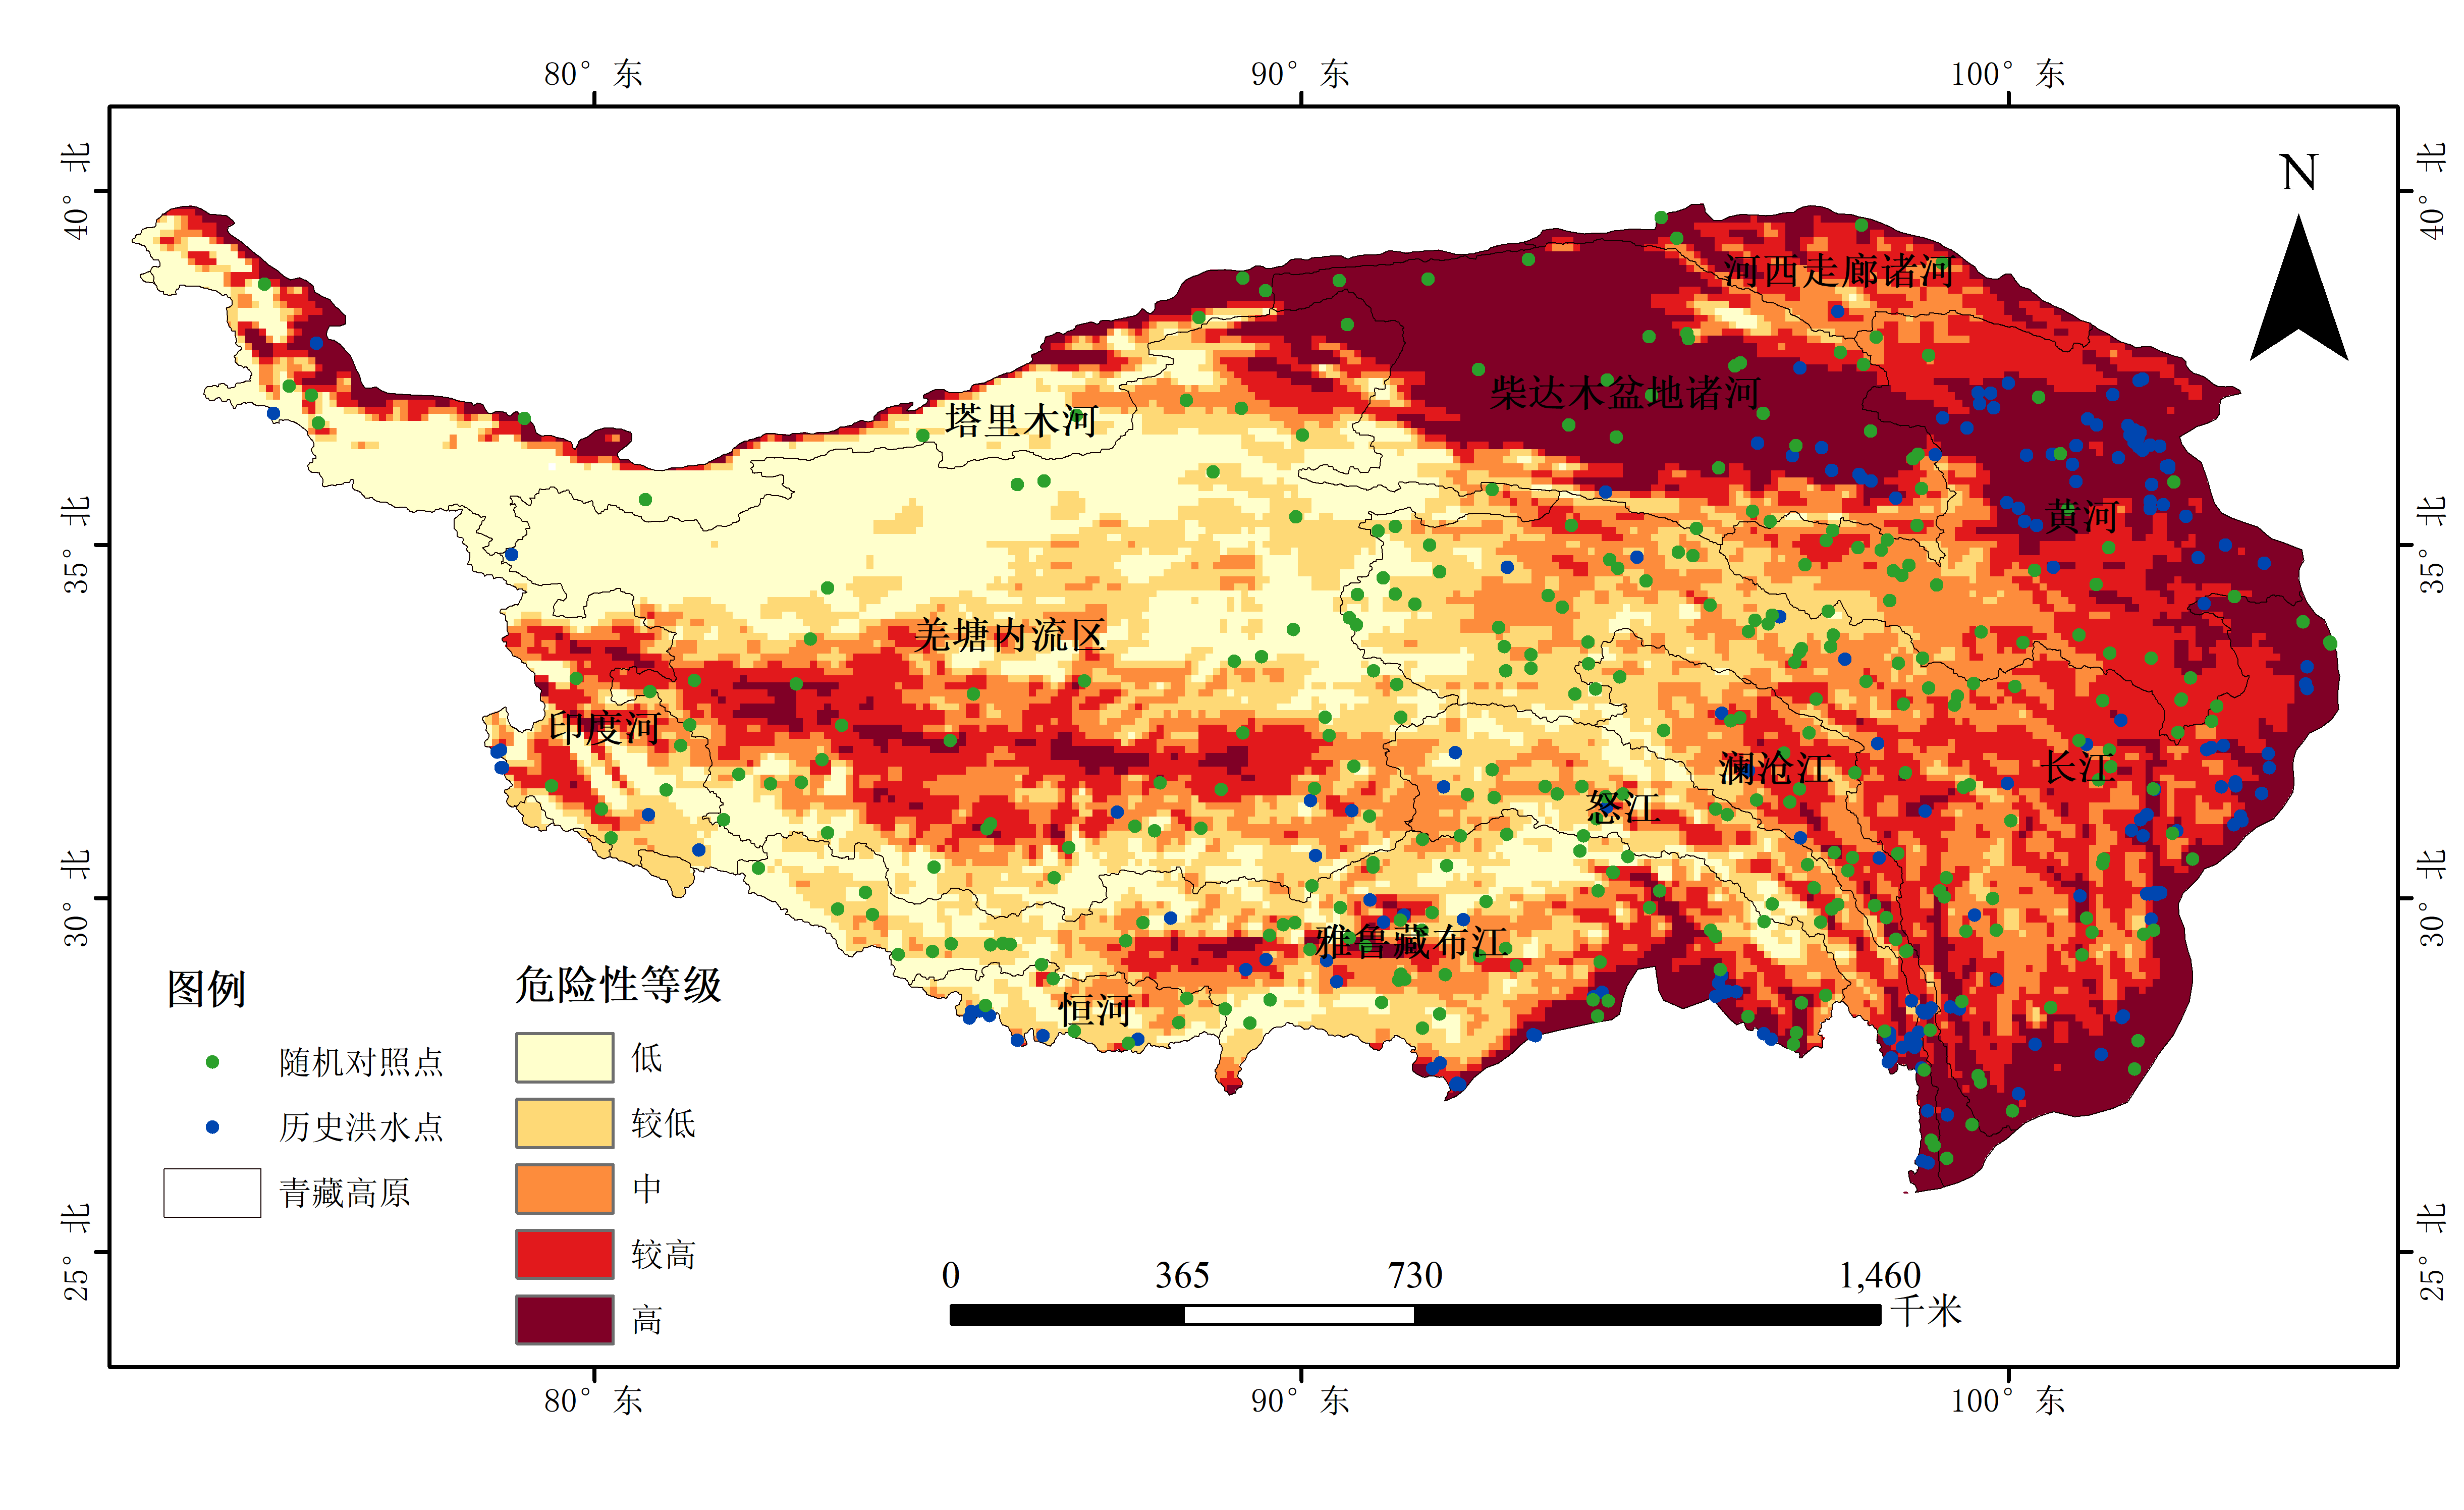 80° 东
90° 东
100° 东
40° 北
40° 北
N
河西走廊诸河
柴达木盆地诸河
塔里木河
35° 北
35° 北
黄河
羌塘内流区
印度河
澜沧江
长江
怒江
30° 北
30° 北
雅鲁藏布江
恒河
图例
危险性等级
随机对照点
低
历史洪水点
较低
青藏高原
中
较高
高
25° 北
25° 北
0
365
730
1,460
千米
80° 东
90° 东
100° 东